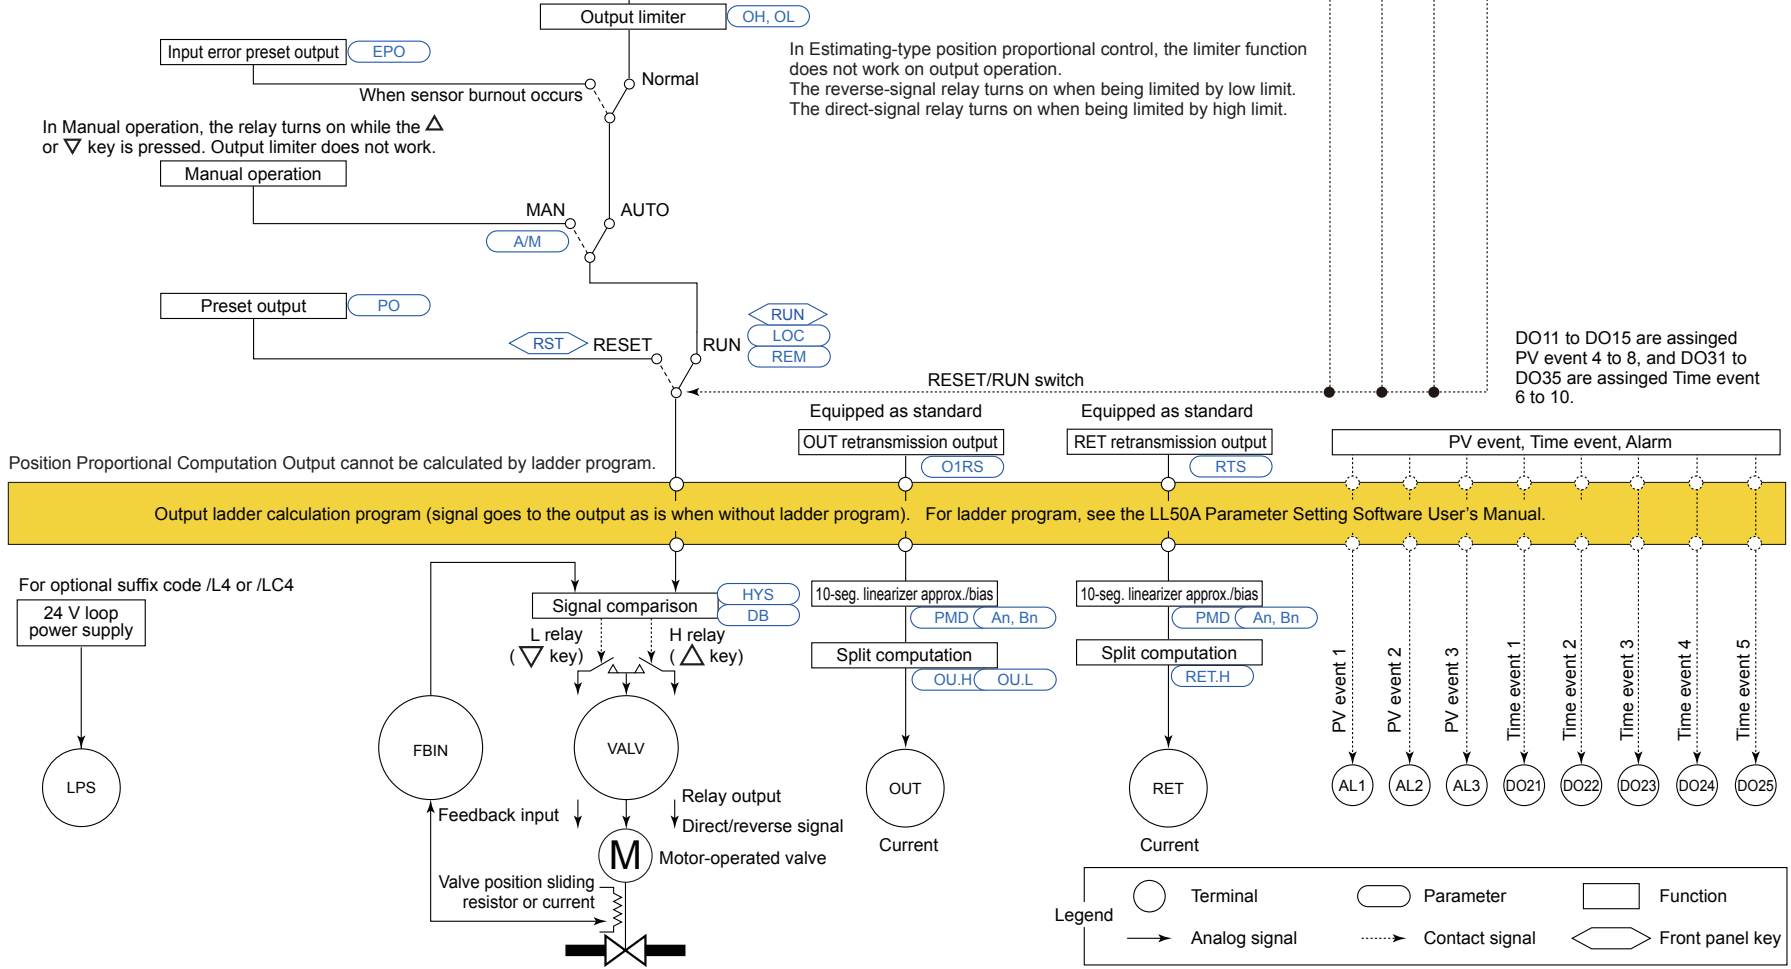 Output limiter
OH, OL
Input error preset output
EPO
In Estimating-type position proportional control, the limiter function
does not work on output operation.
The reverse-signal relay turns on when being limited by low limit.
The direct-signal relay turns on when being limited by high limit.
When sensor burnout occurs
Normal
In Manual operation, the relay turns on while the △
or ▽ key is pressed. Output limiter does not work.
Manual operation
MAN
AUTO
A/M
Preset output
PO
RST
RESET
RUN
RUN
LOC
REM
RESET/RUN switch
DO11 to DO15 are assinged
PV event 4 to 8, and DO31 to
DO35 are assinged Time event
6 to 10.
Equipped as standard
Equipped as standard
OUT retransmission output
RET retransmission output
PV event, Time event, Alarm
O1RS
RTS
Position Proportional Computation Output cannot be calculated by ladder program.
Output ladder calculation program (signal goes to the output as is when without ladder program). For ladder program, see the LL50A Parameter Setting Software User's Manual.
For optional suffix code /L4 or /LC4
24 V loop
power supply
LPS
Signal comparison
HYS
DB
L relay
(▽ key)
H relay
(△ key)
FBIN
VALV
Feedback input
Relay output
Direct/reverse signal
M
Motor-operated valve
Valve position sliding
resistor or current
10-seg. linearizer approx./bias
PMD
An, Bn
Split computation
OU.H
OU.L
OUT
Current
10-seg. linearizer approx./bias
PMD
An, Bn
Split computation
RET.H
RET
Current
PV event 1
PV event 2
PV event 3
Time event 1
Time event 2
Time event 3
Time event 4
Time event 5
AL1
AL2
AL3
DO21
DO22
DO23
DO24
DO25
Legend
Terminal
Parameter
Function
Analog signal
Contact signal
Front panel key